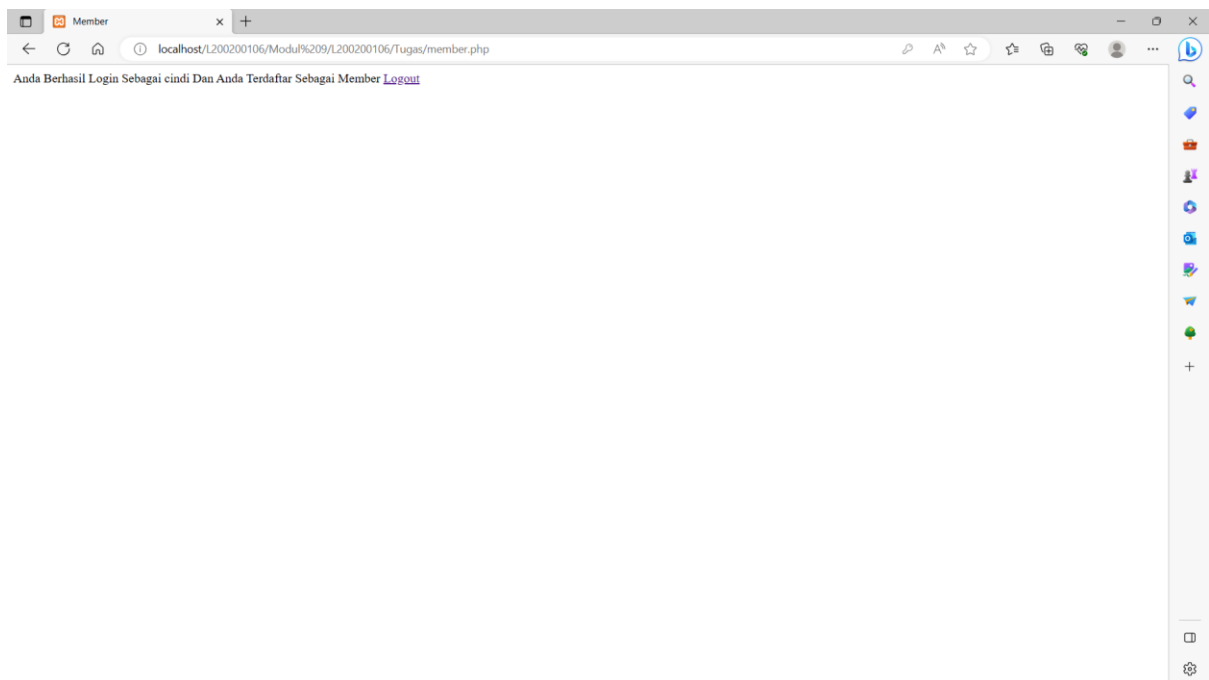 Member
localhost/L200200106/Modul%209/L200200106/Tugas/member.php
Anda Berhasil Login Sebagai cindi Dan Anda Terdaftar Sebagai Member Logout